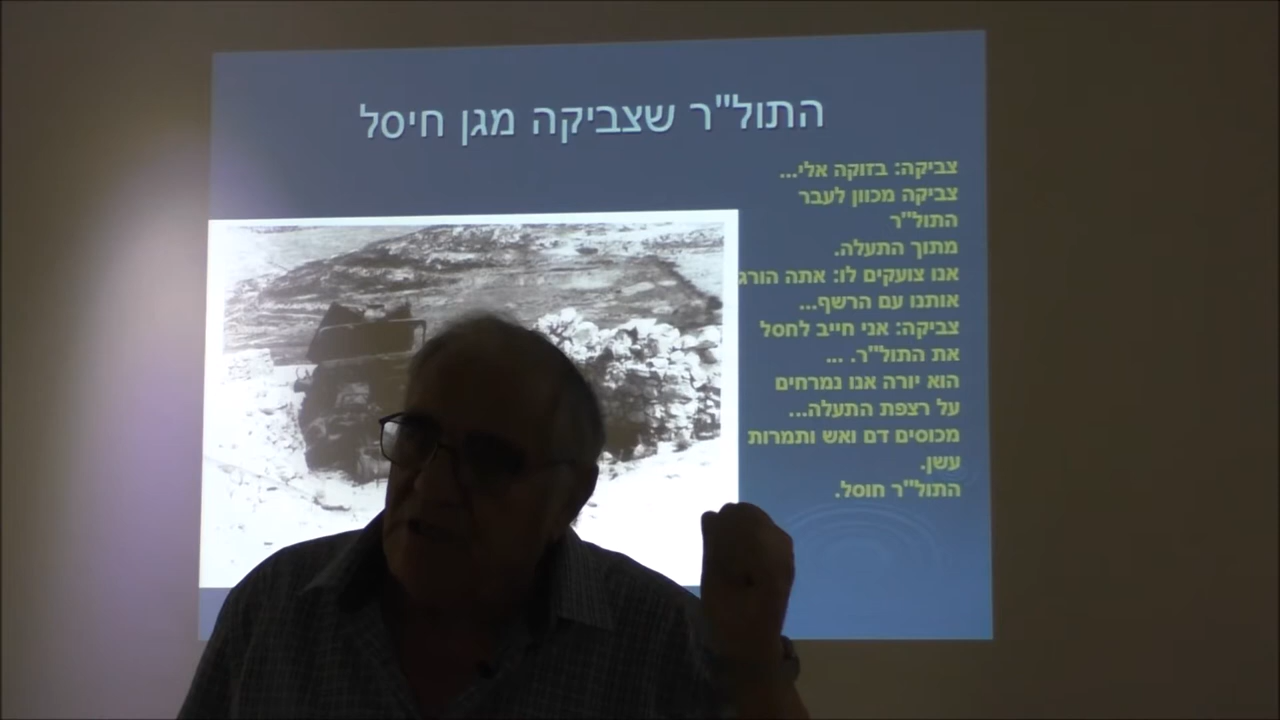 התול"ר שצביקה מגן חיסל
צביקה: בזוקה אלי...
צביקה מכוון לעבר
התול"ר
מתוך התעלה.
אנו צועקים לו: אתה הורג
אותנו עם הרשף...
צביקה: אני חייב לחסל
את התול"ר. ...
הוא יורה אנו נמרחים
על רצפת התעלה...
מכוסים דם ואש ותמרות
עשן.
התול"ר חוסל.